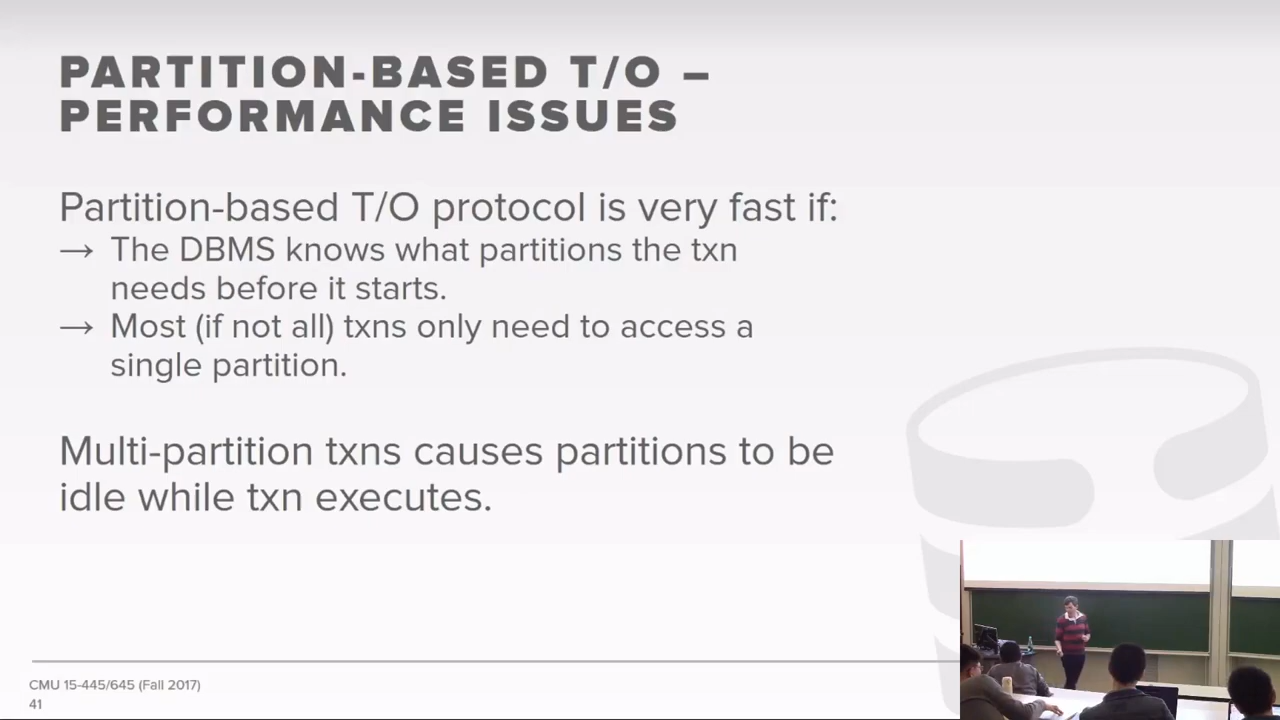 PARTITION-BASED T/O –
PERFORMANCE ISSUES
Partition-based T/O protocol is very fast if:
→ The DBMS knows what partitions the txn
needs before it starts.
→ Most (if not all) txns only need to access a
single partition.
Multi-partition txns causes partitions to be
idle while txn executes.
CMU 15-445/645 (Fall 2017)
41